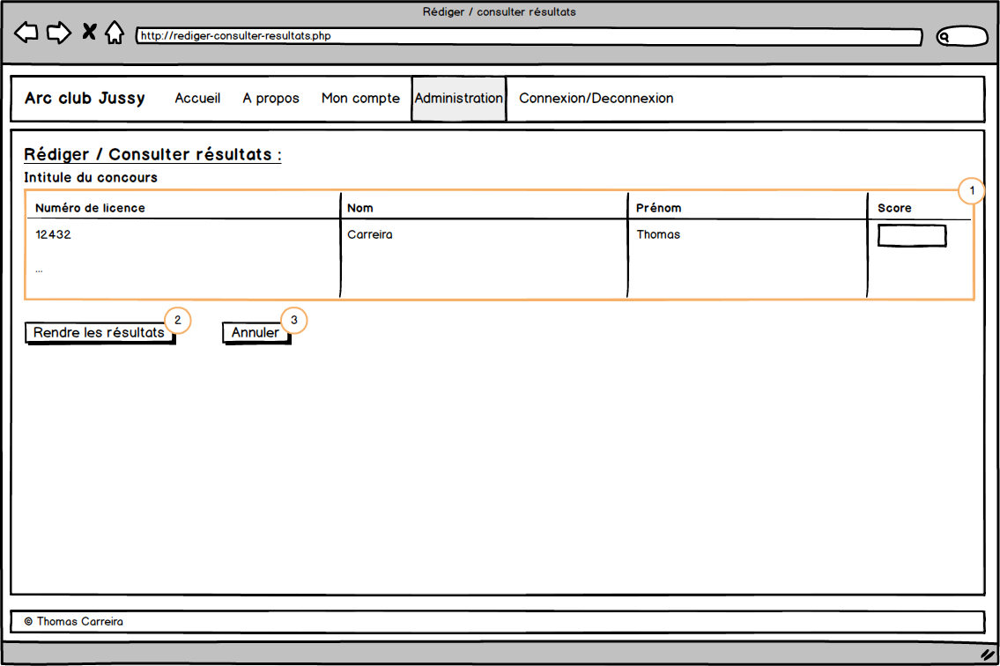 Rédiger / consulter résultats
http://rediger-consulter-resultats.php
Arc club Jussy Accueil A propos Mon compte Administration Connexion/Deconnexion
Rédiger / Consulter résultats :
Intitule du concours
1
Numéro de licence Nom Prénom Score
12432 Carreira Thomas
...
2 3
Rendre les résultats Annuler
© Thomas Carreira